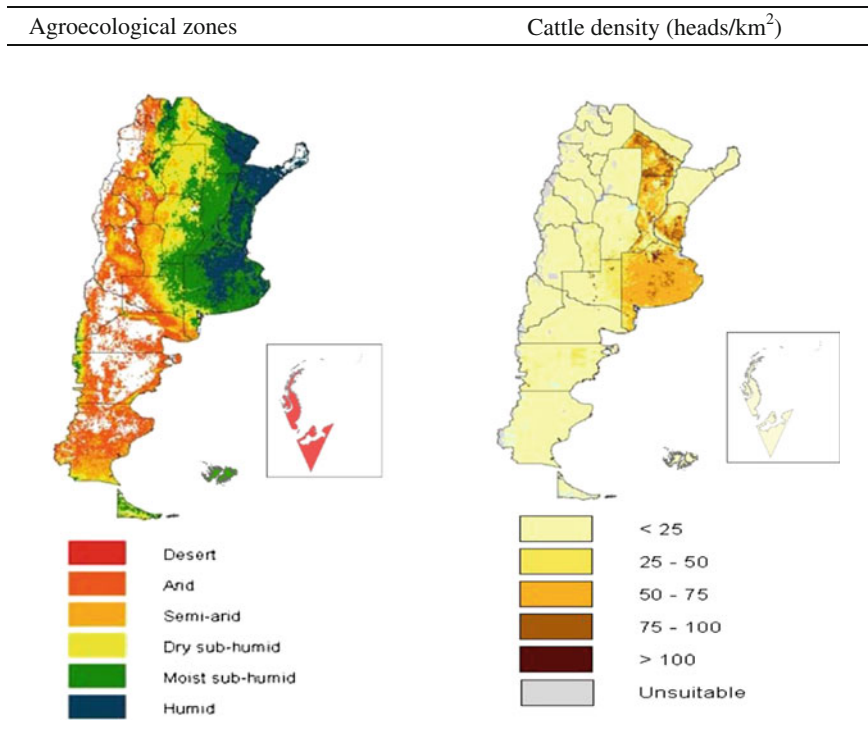 Agroecological zones
Cattle density (heads/km²)
Desert
Arid
Semi-arid
Dry sub-humid
Moist sub-humid
Humid
< 25
25 - 50
50 - 75
75 - 100
> 100
Unsuitable